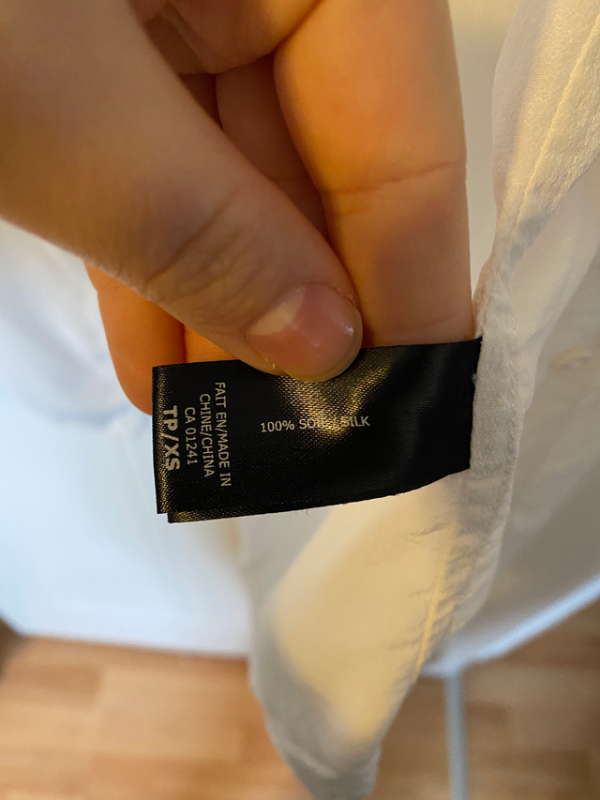 100% SOIE/SILK
FAIT EN/MADE IN
CHINE/CHINA
CA 01241
TP/XS